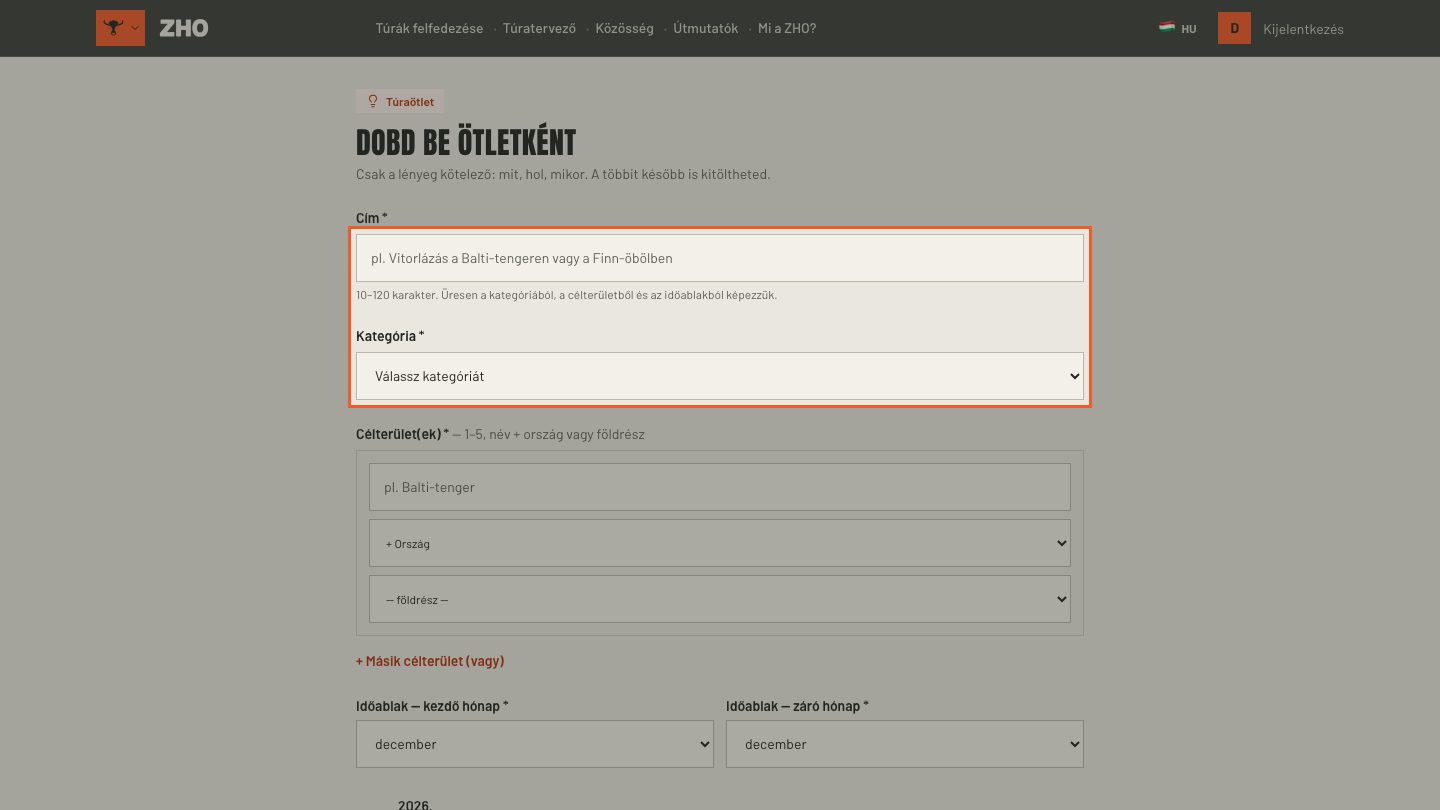 ZHO
Túrák felfedezése · Túratervező · Közösség · Útmutatók · Mi a ZHO?
HU
D
Kijelentkezés
Túraötlet
DOBD BE ÖTLETKÉNT
Csak a lényeg kötelező: mit, hol, mikor. A többit később is kitöltheted.
Cím *
pl. Vitorlázás a Balti-tengeren vagy a Finn-öbölben
10–120 karakter. Üresen a kategóriából, a célterületből és az időablakból képezzük.
Kategória *
Válassz kategóriát
Célterület(ek) * — 1–5, név + ország vagy földrész
pl. Balti-tenger
+ Ország
— földrész —
+ Másik célterület (vagy)
Időablak — kezdő hónap *
Időablak — záró hónap *
december
december
2026.